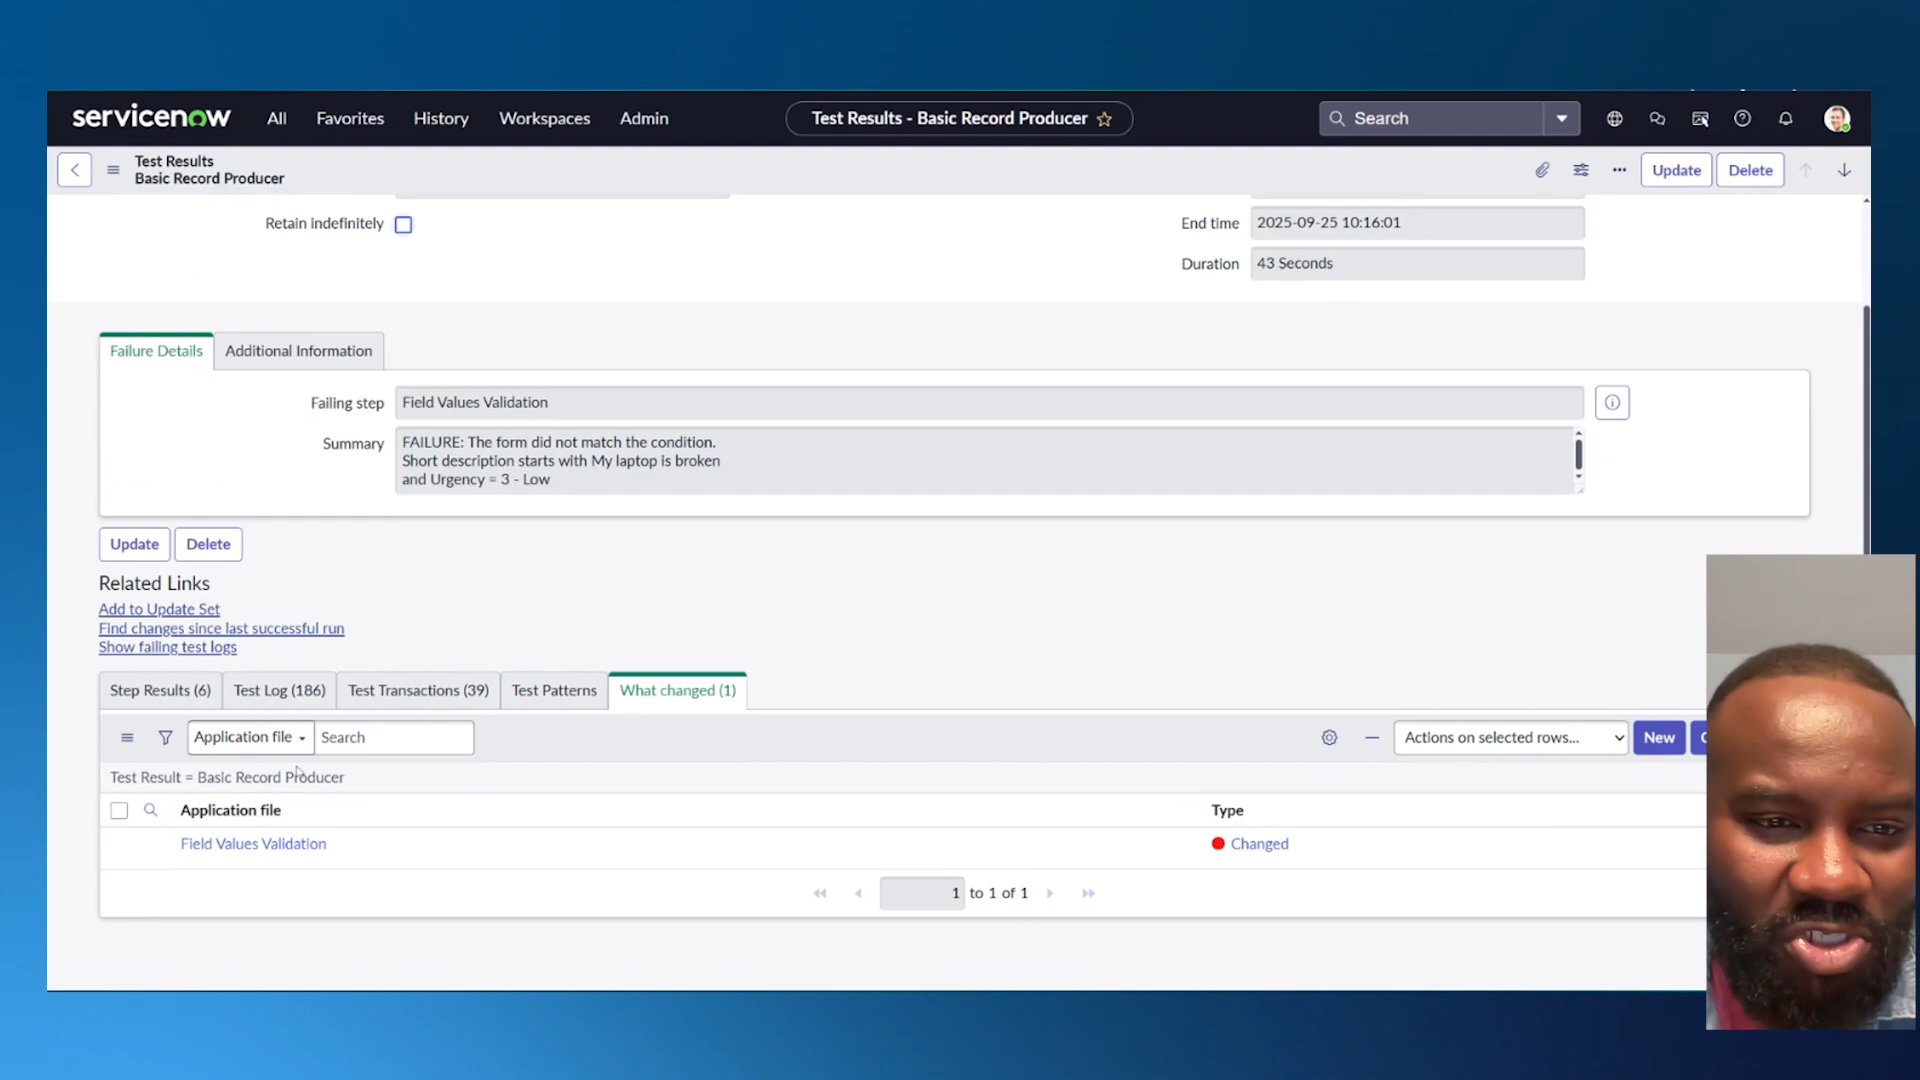 servicenow
All
Favorites
History
Workspaces
Admin
Test Results - Basic Record Producer
Search
Test Results
Basic Record Producer
Update
Delete
Retain indefinitely
End time
2025-09-25 10:16:01
Duration
43 Seconds
Failure Details
Additional Information
Failing step
Field Values Validation
Summary
FAILURE: The form did not match the condition.
Short description starts with My laptop is broken
and Urgency = 3 - Low
Update
Delete
Related Links
Add to Update Set
Find changes since last successful run
Show failing test logs
Step Results (6)
Test Log (186)
Test Transactions (39)
Test Patterns
What changed (1)
Application file
Search
Actions on selected rows...
New
Test Result = Basic Record Producer
Application file
Type
Field Values Validation
Changed
1 to 1 of 1